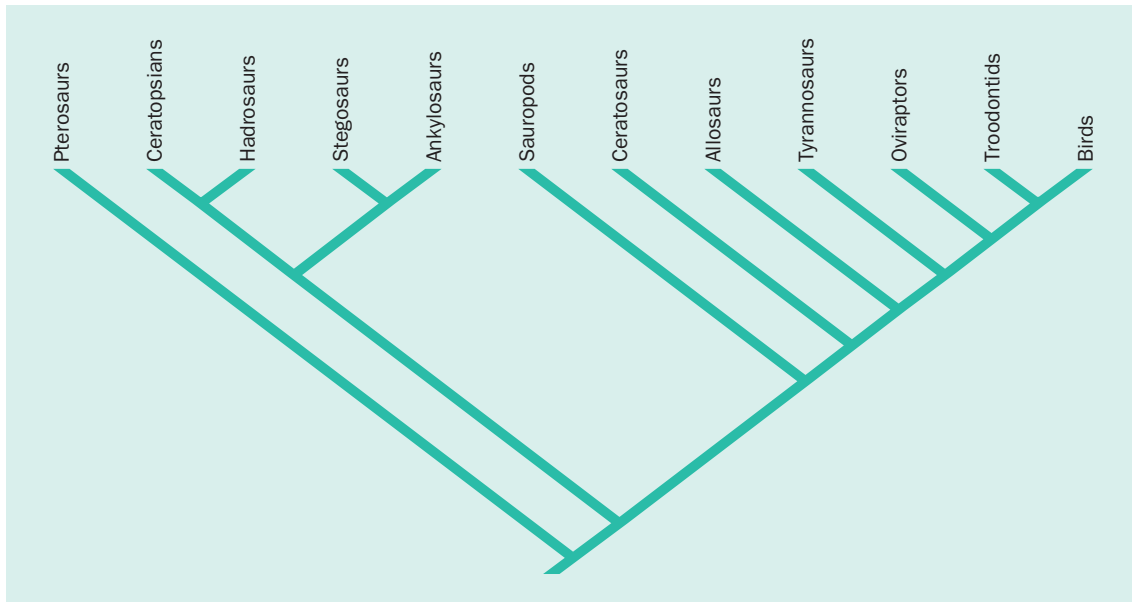 Pterosaurs
Ceratopsians
Hadrosaurs
Stegosaurs
Ankylosaurs
Sauropods
Ceratosaurs
Allosaurs
Tyrannosaurs
Oviraptors
Troodontids
Birds